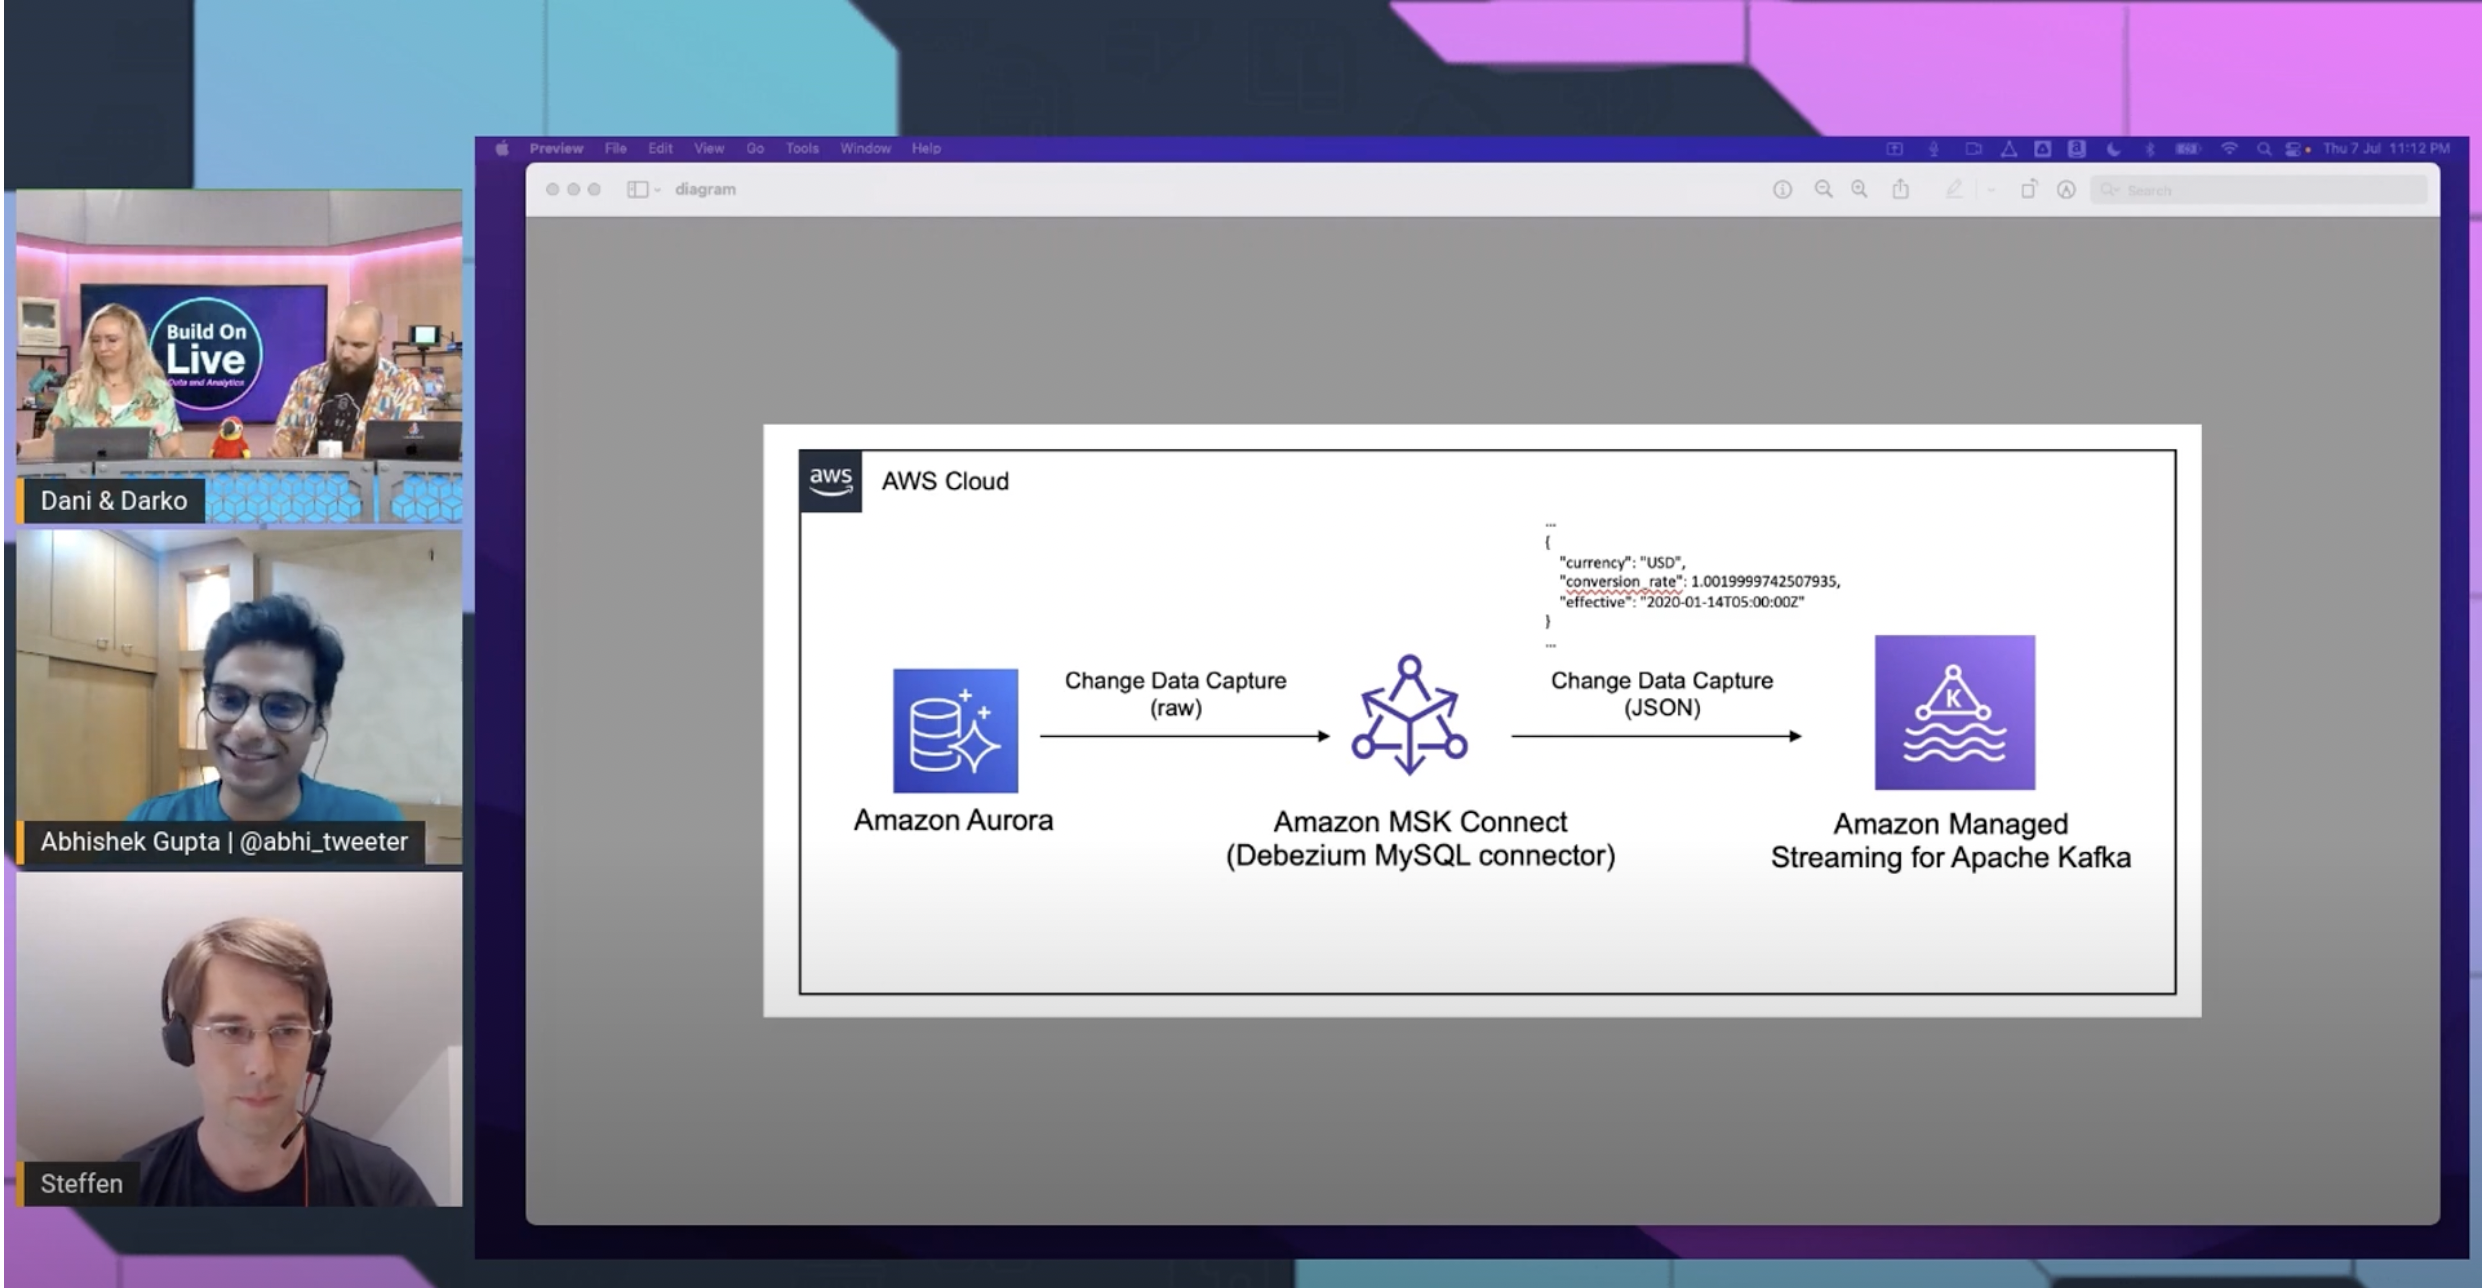 Preview File Edit View Go Tools Window Help
Thu 7 Jul 11:12 PM
diagram
Search
Build On
Live
Data and Analytics
Dani & Darko
Abhishek Gupta | @abhi_tweeter
Steffen
aws
AWS Cloud
...
{
"currency": "USD",
"conversion_rate": 1.0019999742507935,
"effective": "2020-01-14T05:00:00Z"
}
...
Change Data Capture
(raw)
Change Data Capture
(JSON)
K
Amazon Aurora
Amazon MSK Connect
(Debezium MySQL connector)
Amazon Managed
Streaming for Apache Kafka